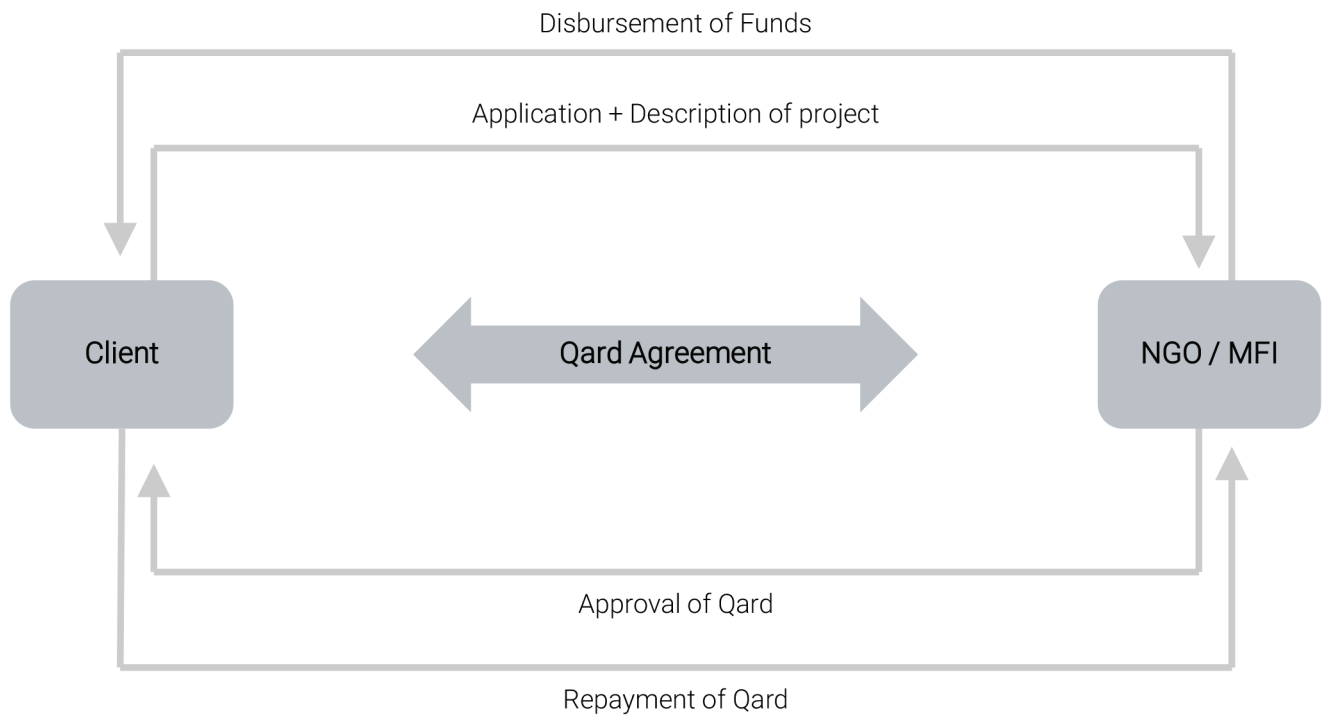 Disbursement of Funds
Application + Description of project
Client
Qard Agreement
NGO / MFI
Approval of Qard
Repayment of Qard